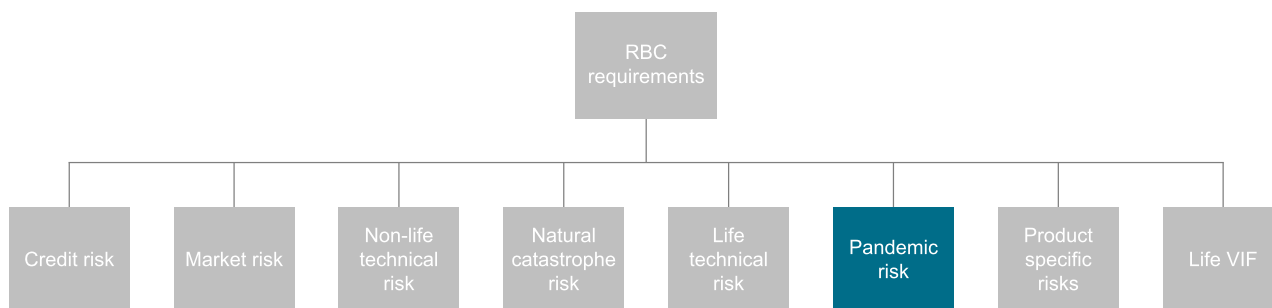 RBC
requirements
Credit risk
Market risk
Non-life
technical risk
Natural
catastrophe
risk
Life
technical risk
Pandemic
risk
Product
specific
risks
Life VIF